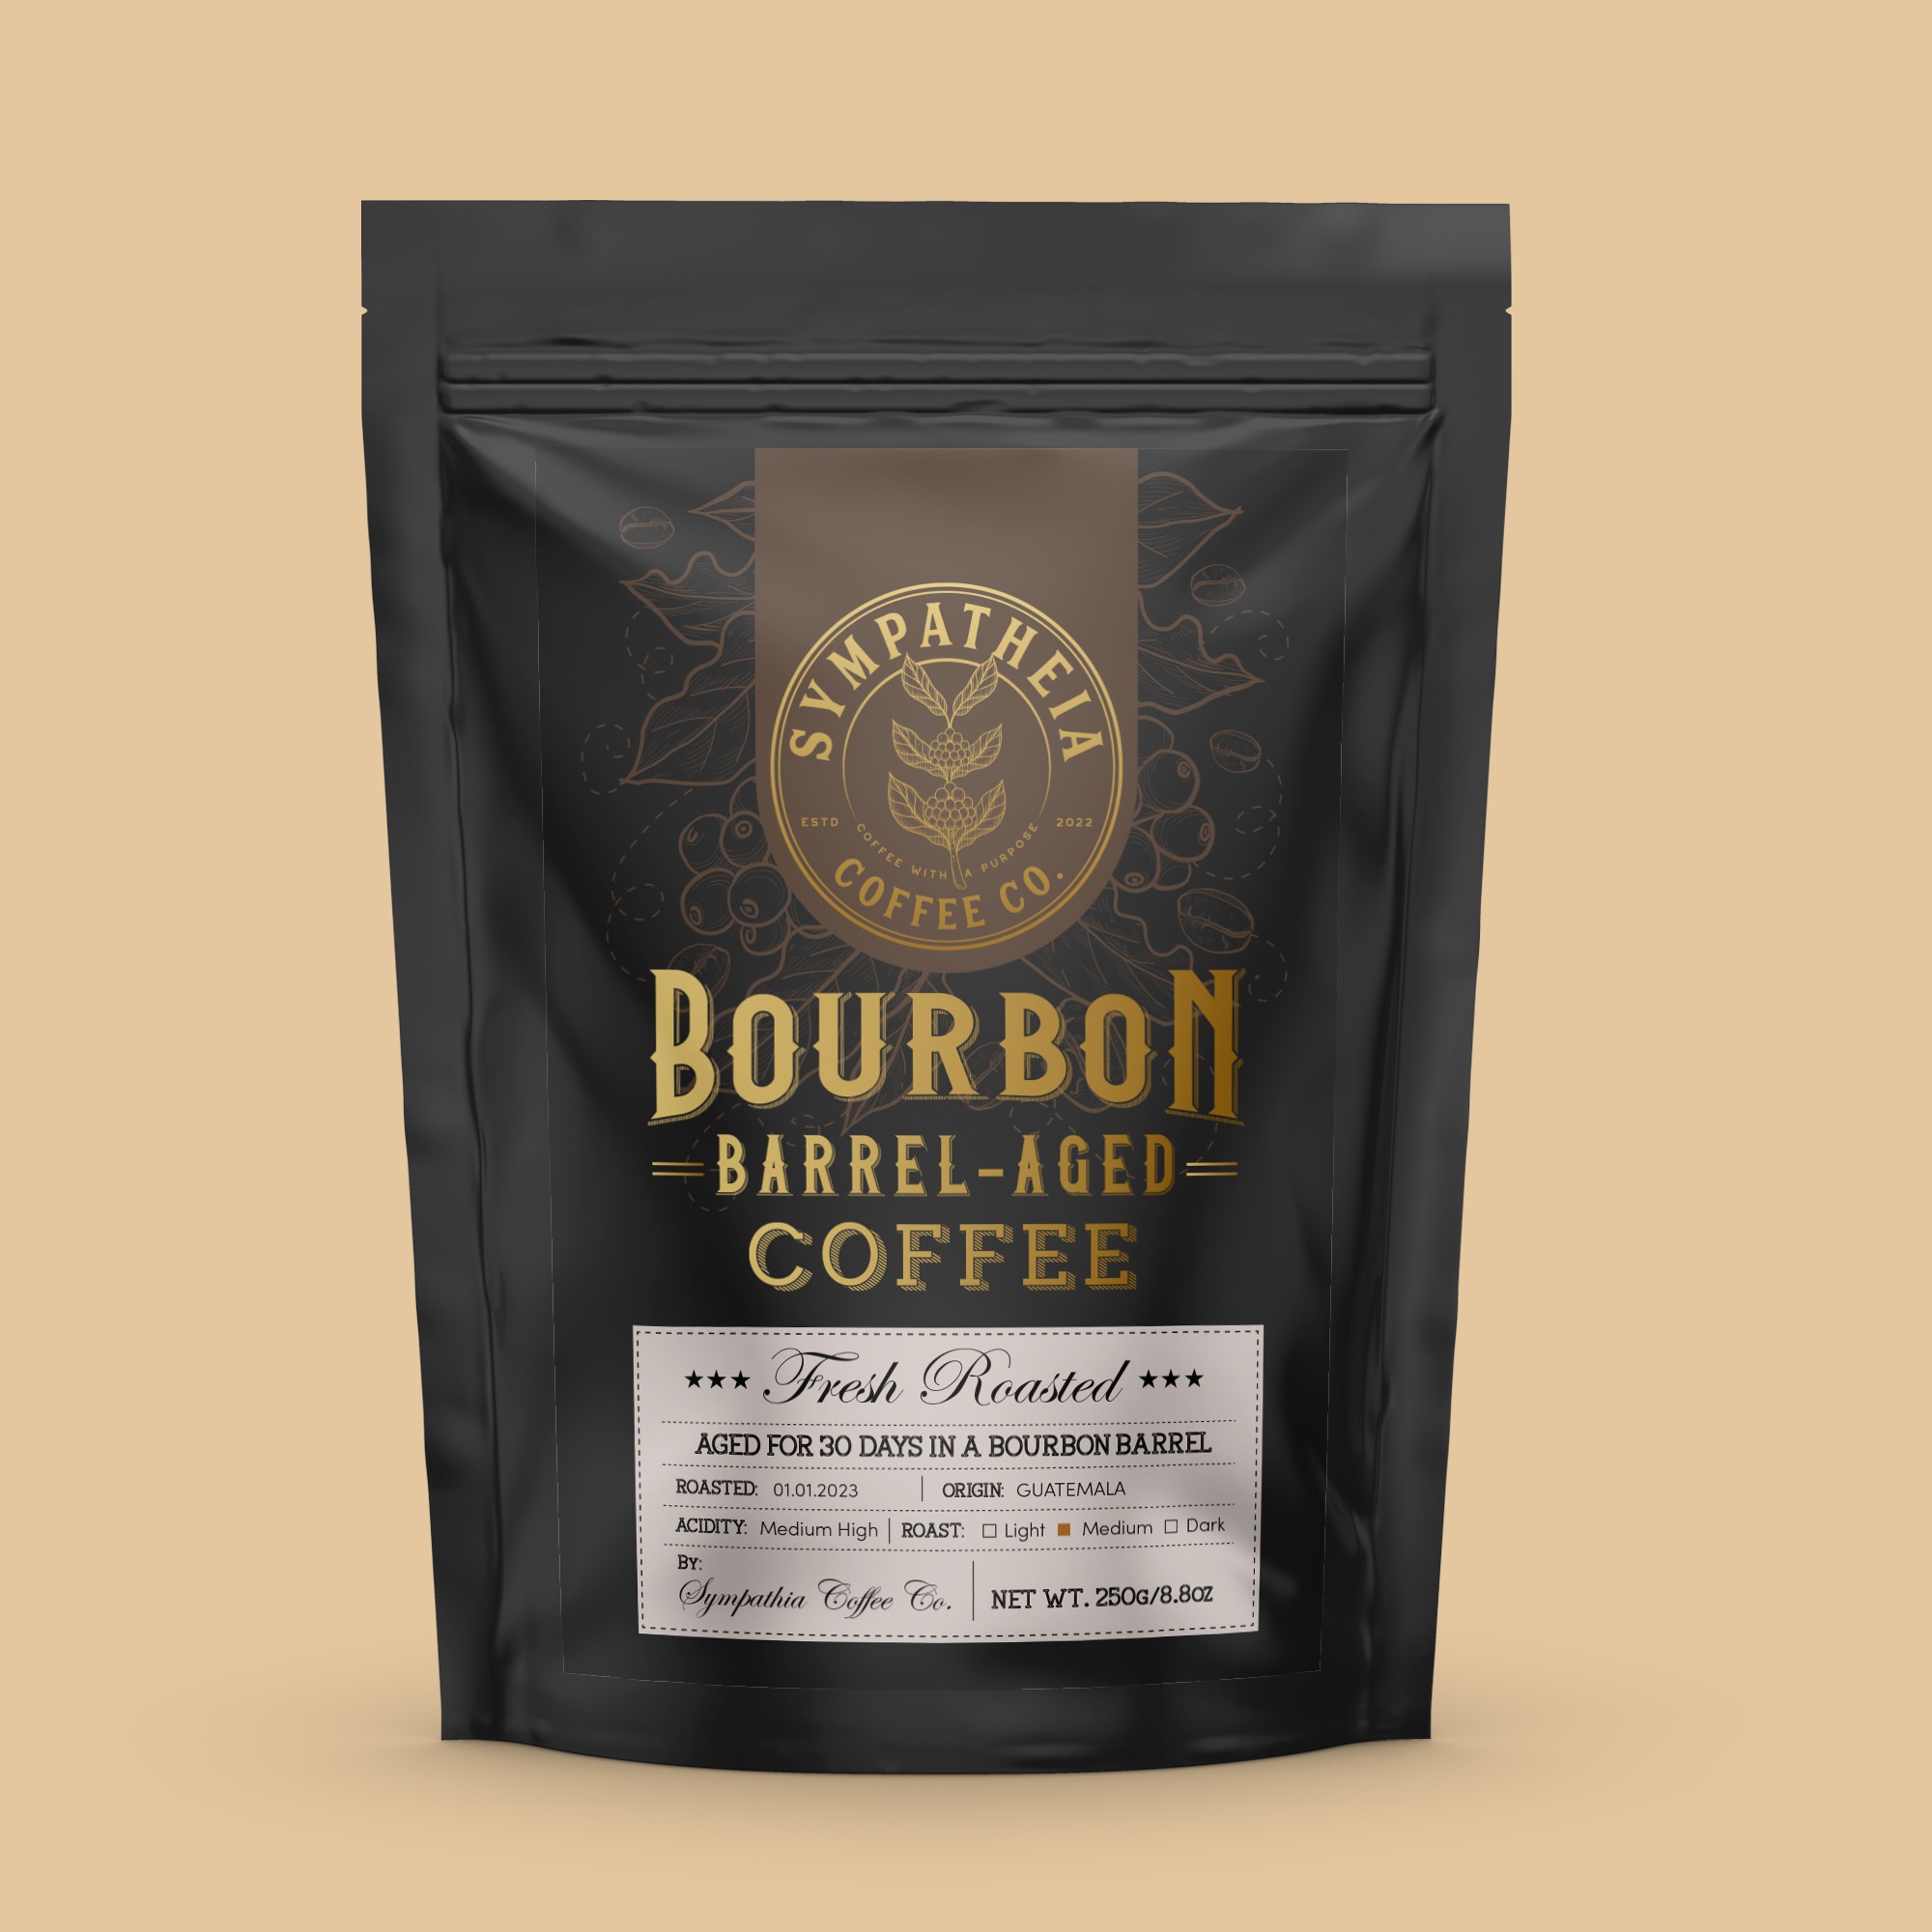 SYMPATHEIA
ESTD 2022
COFFEE WITH A PURPOSE
COFFEE CO.
BOURBON
BARREL-AGED
COFFEE
★★★ Fresh Roasted ★★★
AGED FOR 30 DAYS IN A BOURBON BARREL
ROASTED: 01.01.2023 | ORIGIN: GUATEMALA
ACIDITY: Medium High | ROAST: ☐ Light ■ Medium ☐ Dark
By:
Sympathia Coffee Co. | NET WT. 250G/8.8OZ